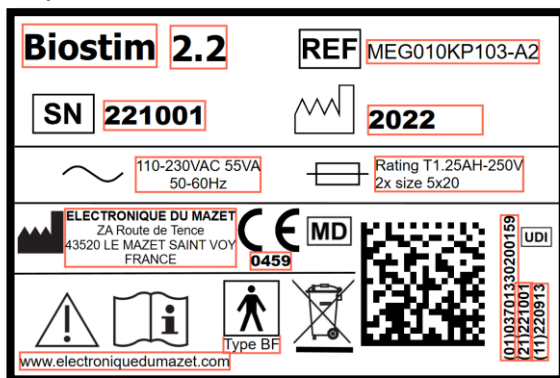 Biostim 2.2
REF MEG010KP103-A2
SN 221001
2022
110-230VAC 55VA
50-60Hz
Rating T1.25AH-250V
2x size 5x20
ELECTRONIQUE DU MAZET
ZA Route de Tence
43520 LE MAZET SAINT VOY
FRANCE
CE
0459
MD
UDI
(01)03701330200159
(21)221001
(11)220913
Type BF
www.electroniquedumazet.com